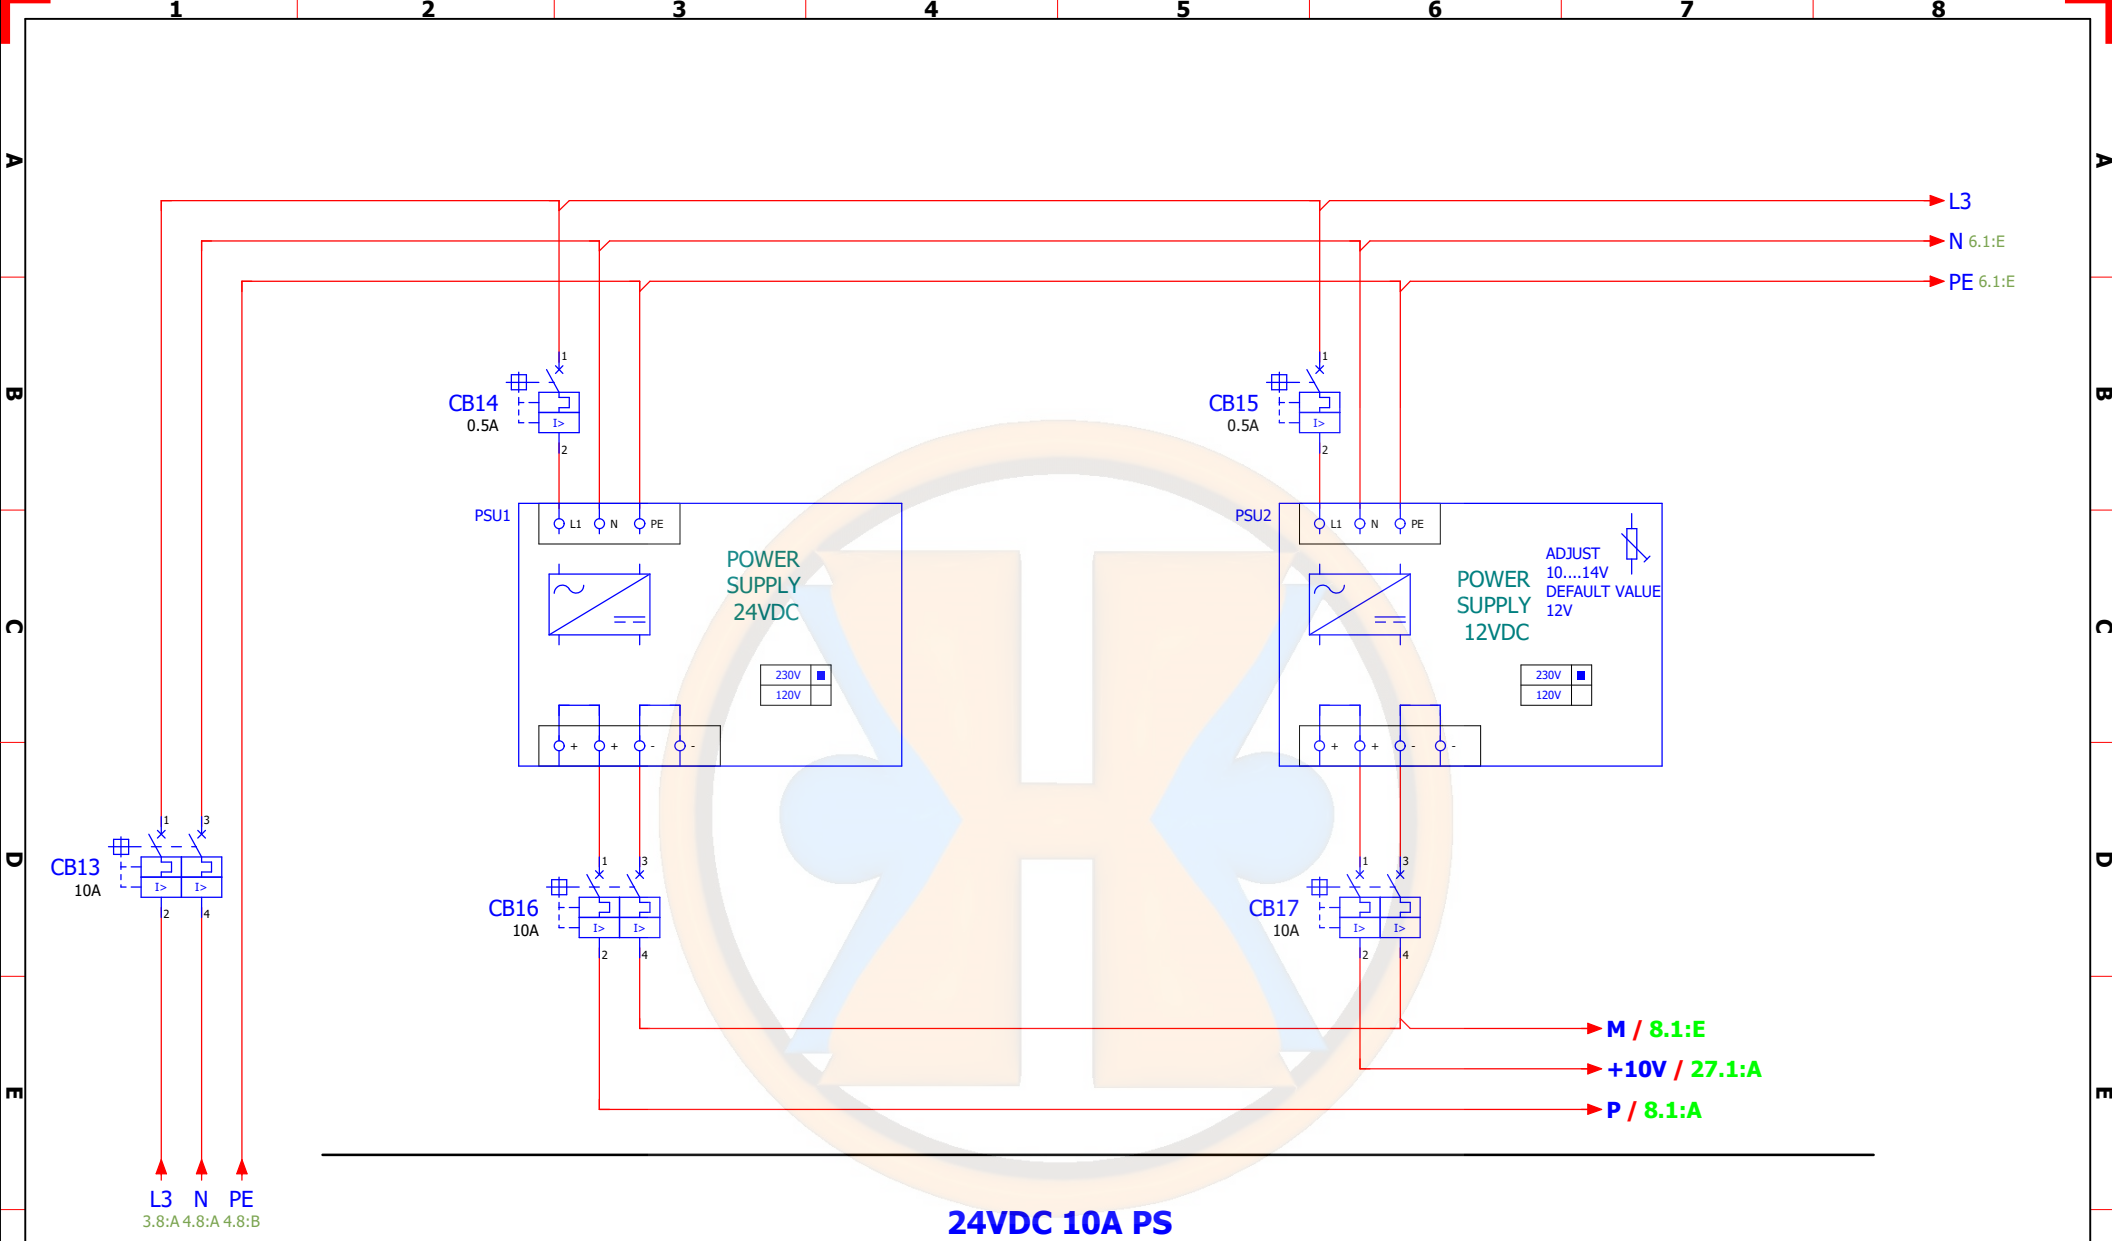 1 2 3 4 5 6 7 8
A A
L3
N 6.1:E
PE 6.1:E
B B
1
CB14
0.5A
I>
2
1
CB15
0.5A
I>
2
PSU1
L1 N PE
POWER
SUPPLY
24VDC
230V
120V
+ + - -
PSU2
L1 N PE
POWER
SUPPLY
12VDC
ADJUST
10....14V
DEFAULT VALUE
12V
230V
120V
+ + - -
C C
D D
1 3
CB13
10A
I> I>
2 4
1 3
CB16
10A
I> I>
2 4
1 3
CB17
10A
I> I>
2 4
M / 8.1:E
+10V / 27.1:A
P / 8.1:A
E E
L3 N PE
3.8:A 4.8:A 4.8:B
24VDC 10A PS